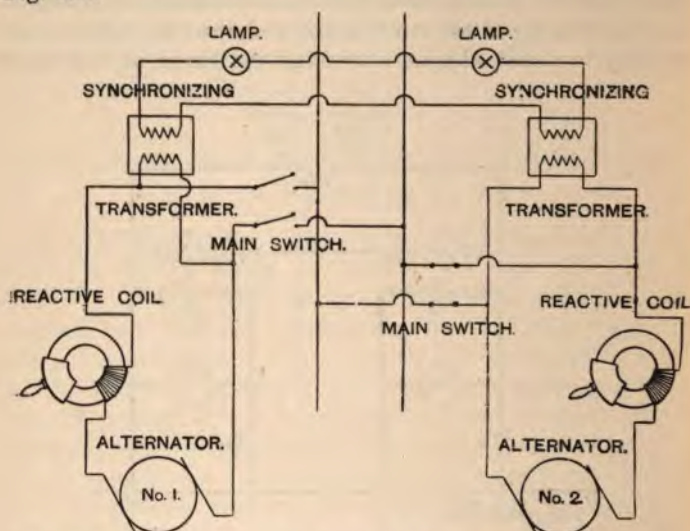 LAMP. LAMP.
SYNCHRONIZING SYNCHRONIZING
TRANSFORMER. TRANSFORMER.
MAIN SWITCH.
REACTIVE COIL REACTIVE COIL
MAIN SWITCH.
ALTERNATOR. ALTERNATOR.
No. 1. No. 2